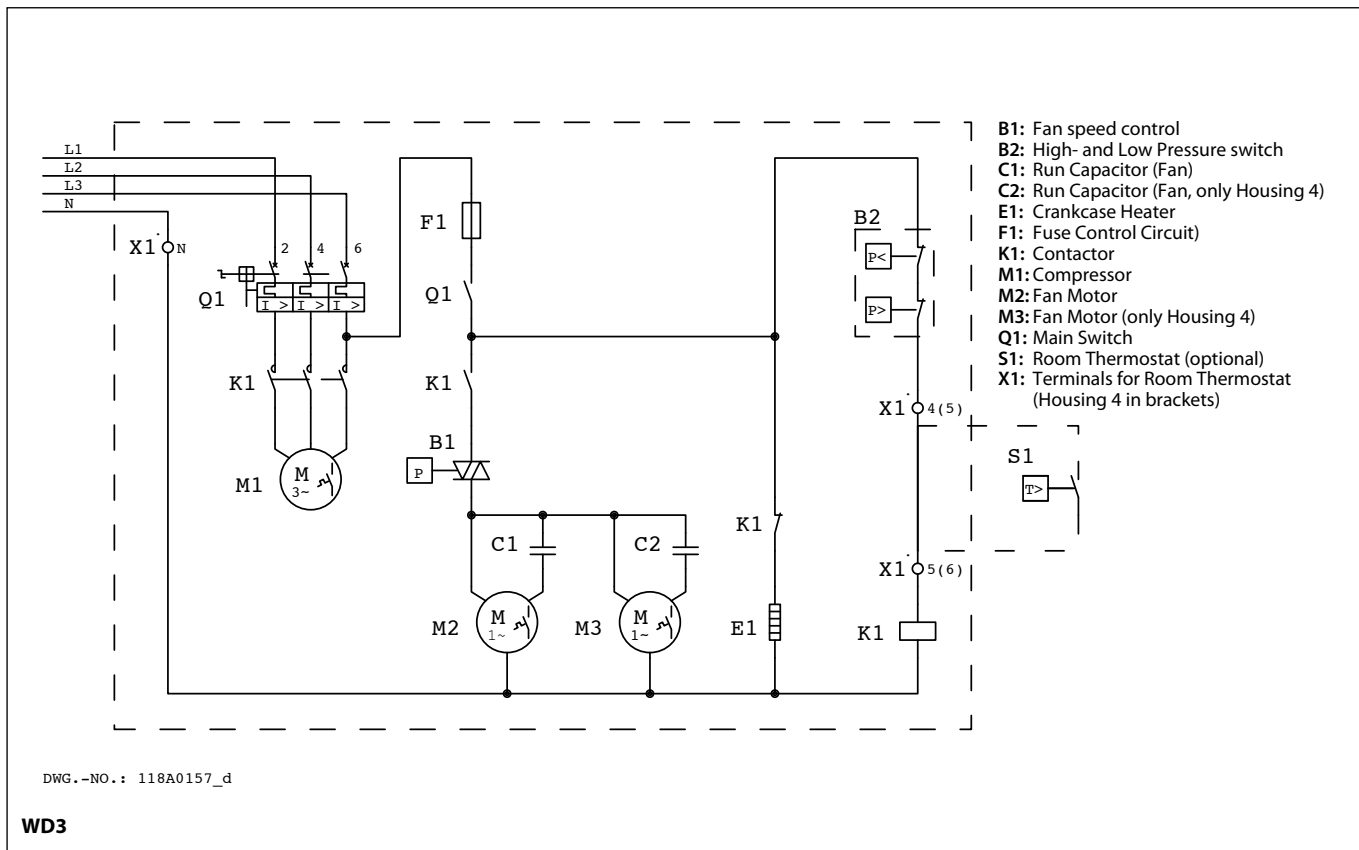 L1
L2
L3
N
X1 N
2 4 6
Q1
I > I > I >
K1
M1
M
3~
F1
Q1
K1
B1
P
C1
C2
M2
M
1~
M3
M
1~
K1
E1
B2
P<
P>
X1 4(5)
S1
T>
X1 5(6)
K1
B1: Fan speed control
B2: High- and Low Pressure switch
C1: Run Capacitor (Fan)
C2: Run Capacitor (Fan, only Housing 4)
E1: Crankcase Heater
F1: Fuse Control Circuit)
K1: Contactor
M1: Compressor
M2: Fan Motor
M3: Fan Motor (only Housing 4)
Q1: Main Switch
S1: Room Thermostat (optional)
X1: Terminals for Room Thermostat
(Housing 4 in brackets)
DWG.-NO.: 118A0157_d
WD3